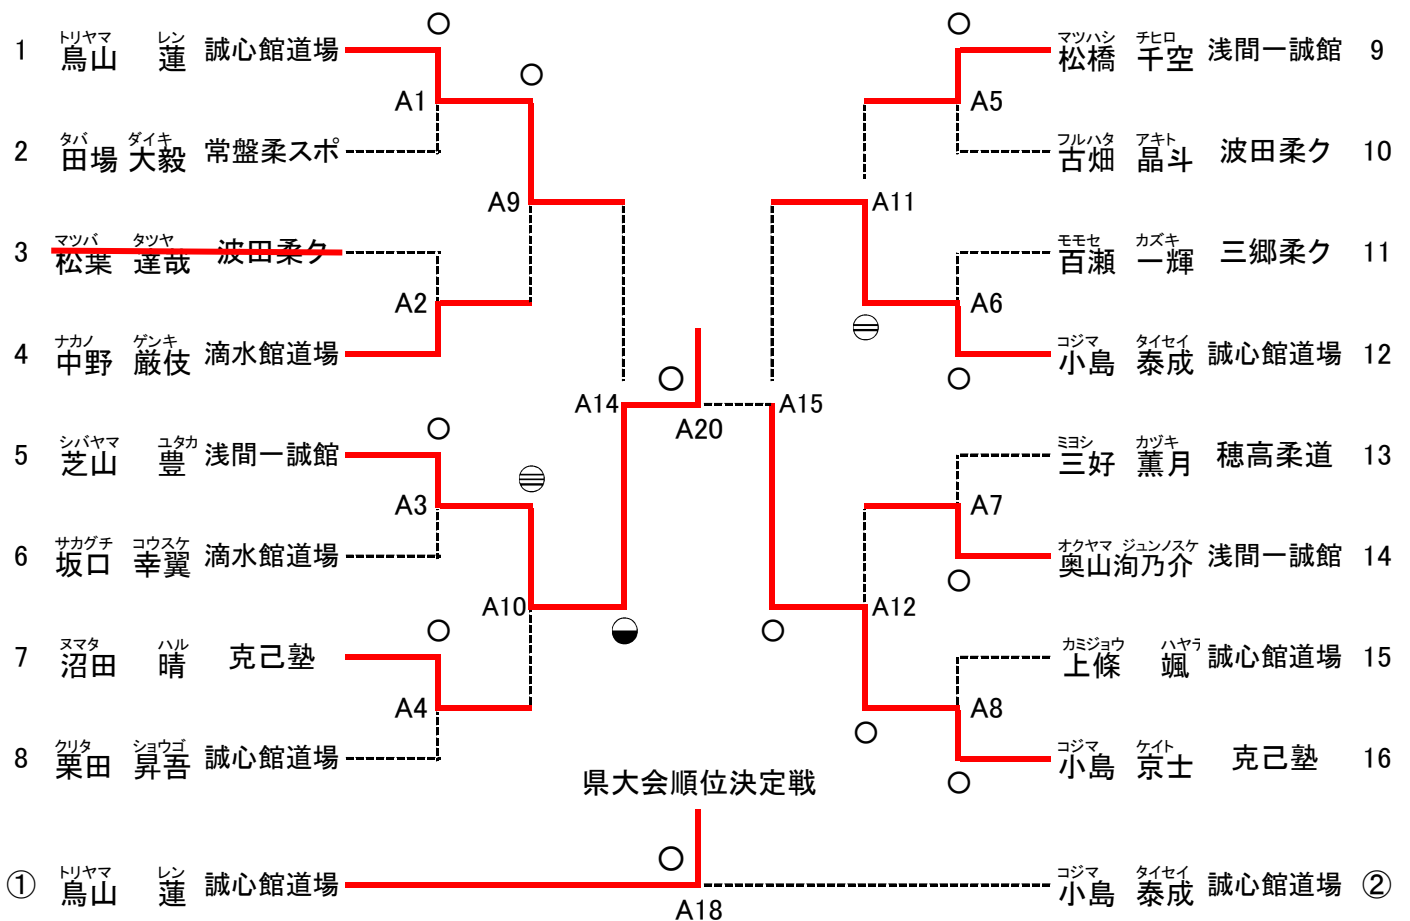 1 トリヤマ レン 鳥山 蓮 誠心館道場
A1
2 タバ ダイキ 田場 大毅 常盤柔スポ
A9
3 マツバ タツヤ 松葉 達哉 波田柔ク
A2
4 ナカノ ゲンキ 中野 厳伎 滴水館道場
A14
5 シバヤマ ユタカ 芝山 豊 浅間一誠館
A3
6 サカグチ コウスケ 坂口 幸翼 滴水館道場
A10
7 ヌマタ ハル 沼田 晴 克己塾
A4
8 クリタ ショウゴ 栗田 昇吾 誠心館道場
A20
マツハシ チヒロ 松橋 千空 浅間一誠館 9
A5
フルハタ アキト 古畑 晶斗 波田柔ク 10
A11
モモセ カズキ 百瀬 一輝 三郷柔ク 11
A6
コジマ タイセイ 小島 泰成 誠心館道場 12
A15
ミヨシ カヅキ 三好 薫月 穂高柔道 13
A7
オクヤマ ジュンノスケ 奥山洵乃介 浅間一誠館 14
A12
カミジョウ ハヤテ 上條 颯 誠心館道場 15
A8
コジマ ケイト 小島 京士 克己塾 16
県大会順位決定戦
① トリヤマ レン 鳥山 蓮 誠心館道場
A18
コジマ タイセイ 小島 泰成 誠心館道場 ②